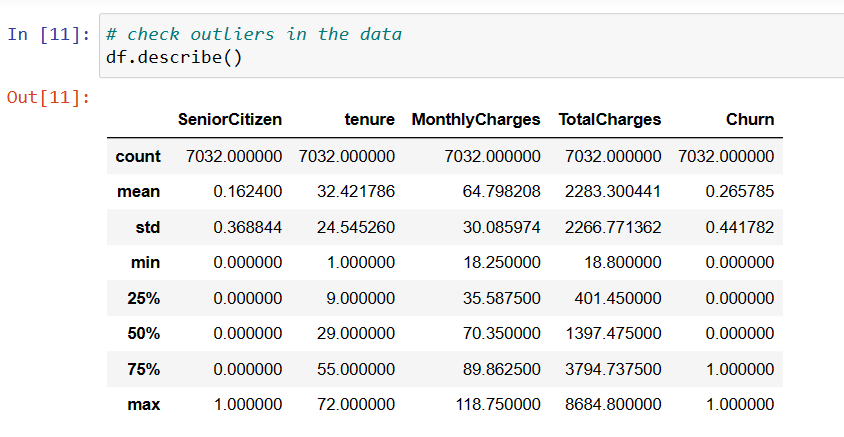 In [11]: # check outliers in the data
df.describe()
Out[11]:
SeniorCitizen tenure MonthlyCharges TotalCharges Churn
count 7032.000000 7032.000000 7032.000000 7032.000000 7032.000000
mean 0.162400 32.421786 64.798208 2283.300441 0.265785
std 0.368844 24.545260 30.085974 2266.771362 0.441782
min 0.000000 1.000000 18.250000 18.800000 0.000000
25% 0.000000 9.000000 35.587500 401.450000 0.000000
50% 0.000000 29.000000 70.350000 1397.475000 0.000000
75% 0.000000 55.000000 89.862500 3794.737500 1.000000
max 1.000000 72.000000 118.750000 8684.800000 1.000000